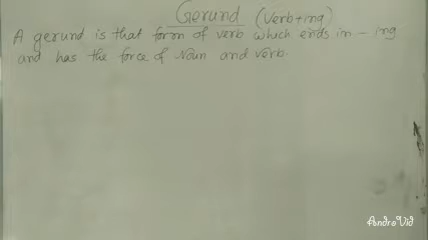 Gerund (Verb+ing)
A gerund is that form of verb which ends in - ing
and has the force of Noun and verb.
AndroVid